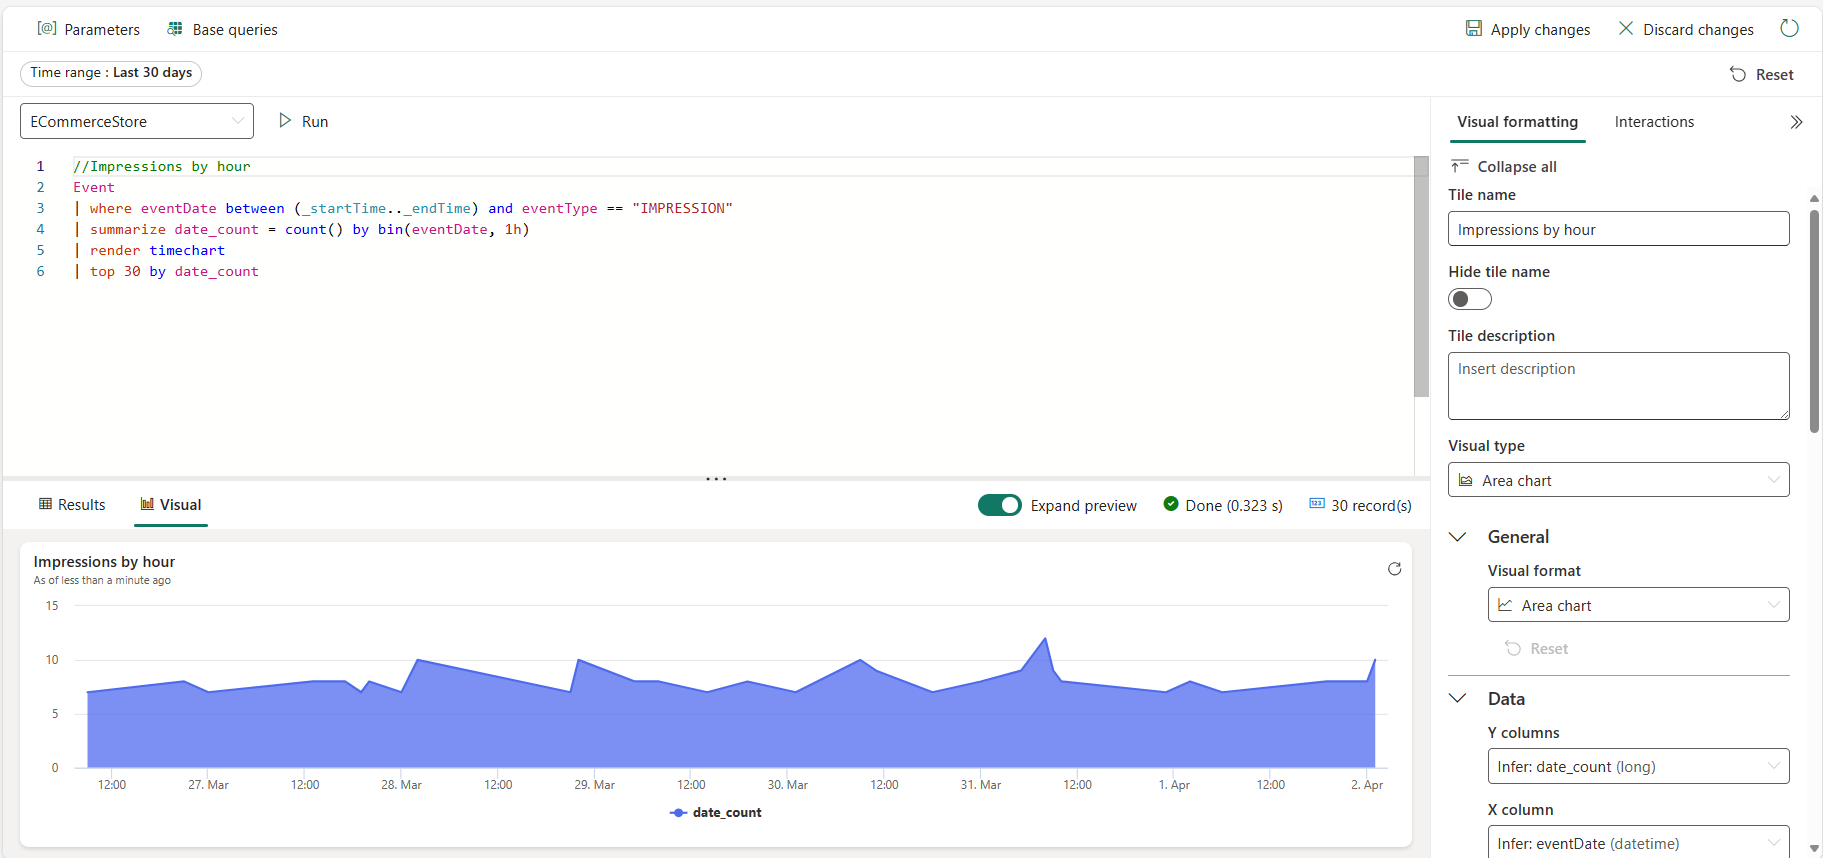 Parameters
Base queries
Apply changes
Discard changes
Time range : Last 30 days
Reset
ECommerceStore
Run
1 //Impressions by hour
2 Event
3 | where eventDate between (_startTime.._endTime) and eventType == "IMPRESSION"
4 | summarize date_count = count() by bin(eventDate, 1h)
5 | render timechart
6 | top 30 by date_count
Results
Visual
Expand preview
Done (0.323 s)
123
30 record(s)
Impressions by hour
As of less than a minute ago
15
10
5
0
12:00 27. Mar 12:00 28. Mar 12:00 29. Mar 12:00 30. Mar 12:00 31. Mar 12:00 1. Apr 12:00 2. Apr
date_count
Visual formatting
Interactions
Collapse all
Tile name
Impressions by hour
Hide tile name
Tile description
Insert description
Visual type
Area chart
General
Visual format
Area chart
Reset
Data
Y columns
Infer: date_count (long)
X column
Infer: eventDate (datetime)